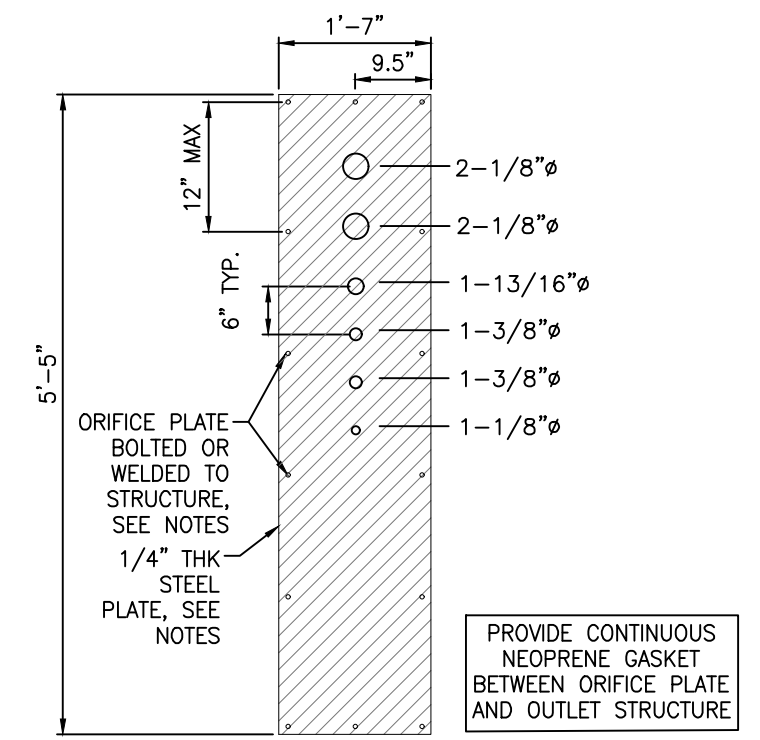 1'-7"
9.5"
12" MAX
2-1/8"ø
2-1/8"ø
6" TYP.
1-13/16"ø
1-3/8"ø
5'-5"
1-3/8"ø
1-1/8"ø
ORIFICE PLATE
BOLTED OR
WELDED TO
STRUCTURE,
SEE NOTES
1/4" THK
STEEL
PLATE, SEE
NOTES
PROVIDE CONTINUOUS
NEOPRENE GASKET
BETWEEN ORIFICE PLATE
AND OUTLET STRUCTURE